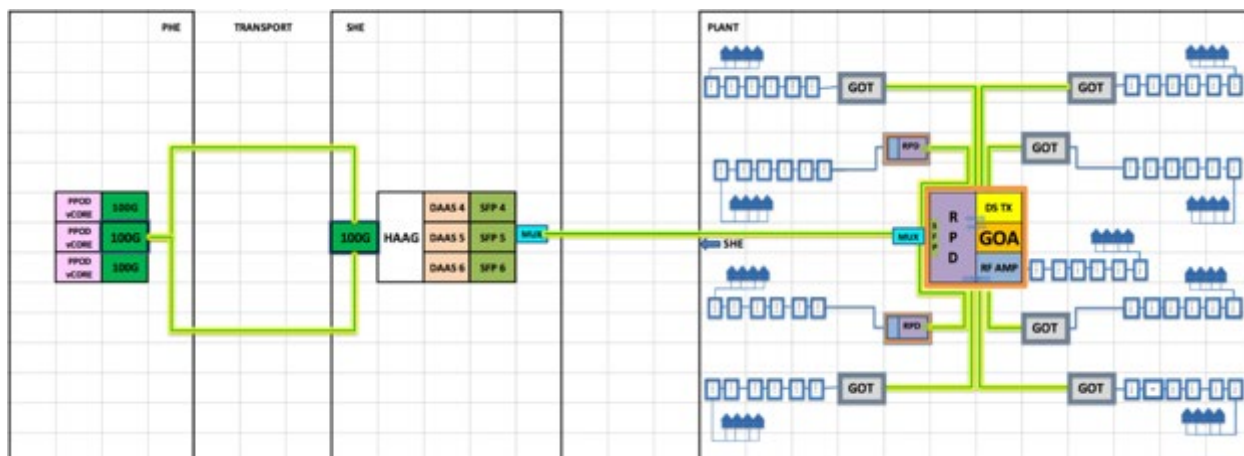 PHE TRANSPORT SHE PLANT
GOT GOT
RPD GOT
PPOD vCORE 100G
PPOD vCORE 100G
PPOD vCORE 100G
100G HAAG
DAAS 4 SFP 4
DAAS 5 SFP 5
DAAS 6 SFP 6
MUX
SHE
MUX
SFP
RPD
DS TX
GOA
RF AMP
RPD GOT
GOT GOT